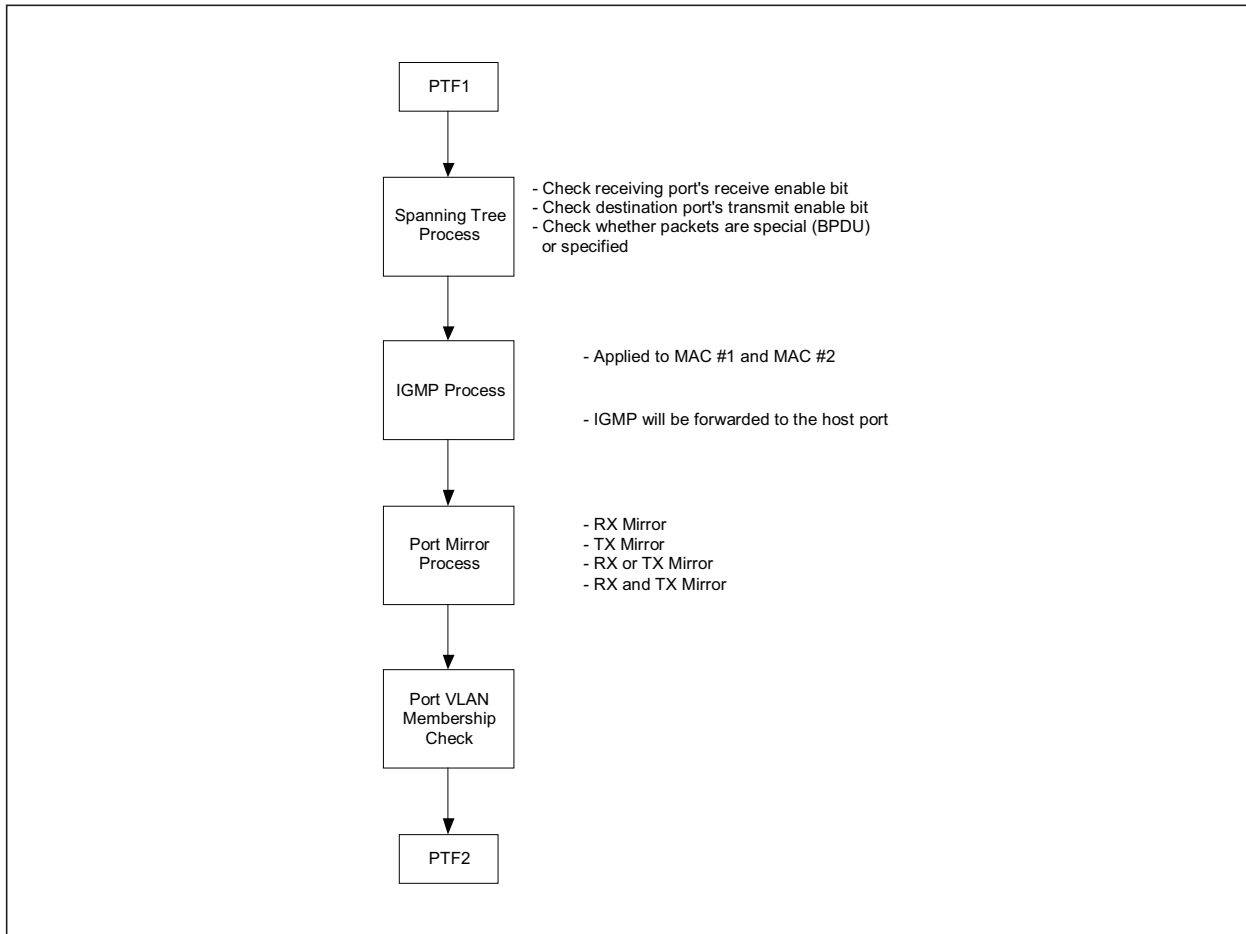 PTF1
Spanning Tree
Process
- Check receiving port's receive enable bit
- Check destination port's transmit enable bit
- Check whether packets are special (BPDU)
or specified
IGMP Process
- Applied to MAC #1 and MAC #2
- IGMP will be forwarded to the host port
Port Mirror
Process
- RX Mirror
- TX Mirror
- RX or TX Mirror
- RX and TX Mirror
Port VLAN
Membership
Check
PTF2